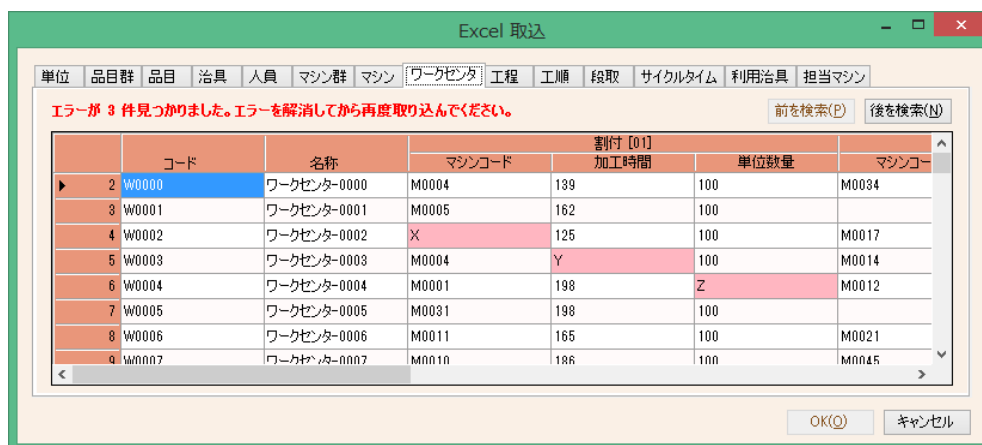 Excel 取込
単位 品目群 品目 治具 人員 マシン群 マシン ワークセンタ 工程 工順 段取 サイクルタイム 利用治具 担当マシン
エラーが 3 件見つかりました。エラーを解消してから再度取り込んでください。 前を検索(P) 後を検索(N)
割付 [01]
コード 名称 マシンコード 加工時間 単位数量 マシンコー
2 W0000 ワークセンター0000 M0004 139 100 M0034
3 W0001 ワークセンター0001 M0005 162 100
4 W0002 ワークセンター0002 X 125 100 M0017
5 W0003 ワークセンター0003 M0004 Y 100 M0014
6 W0004 ワークセンター0004 M0001 198 Z M0012
7 W0005 ワークセンター0005 M0031 198 100
8 W0006 ワークセンター0006 M0011 165 100 M0021
9 W0007 ワークセンター0007 M0010 186 100 M0045
OK(O) キャンセル